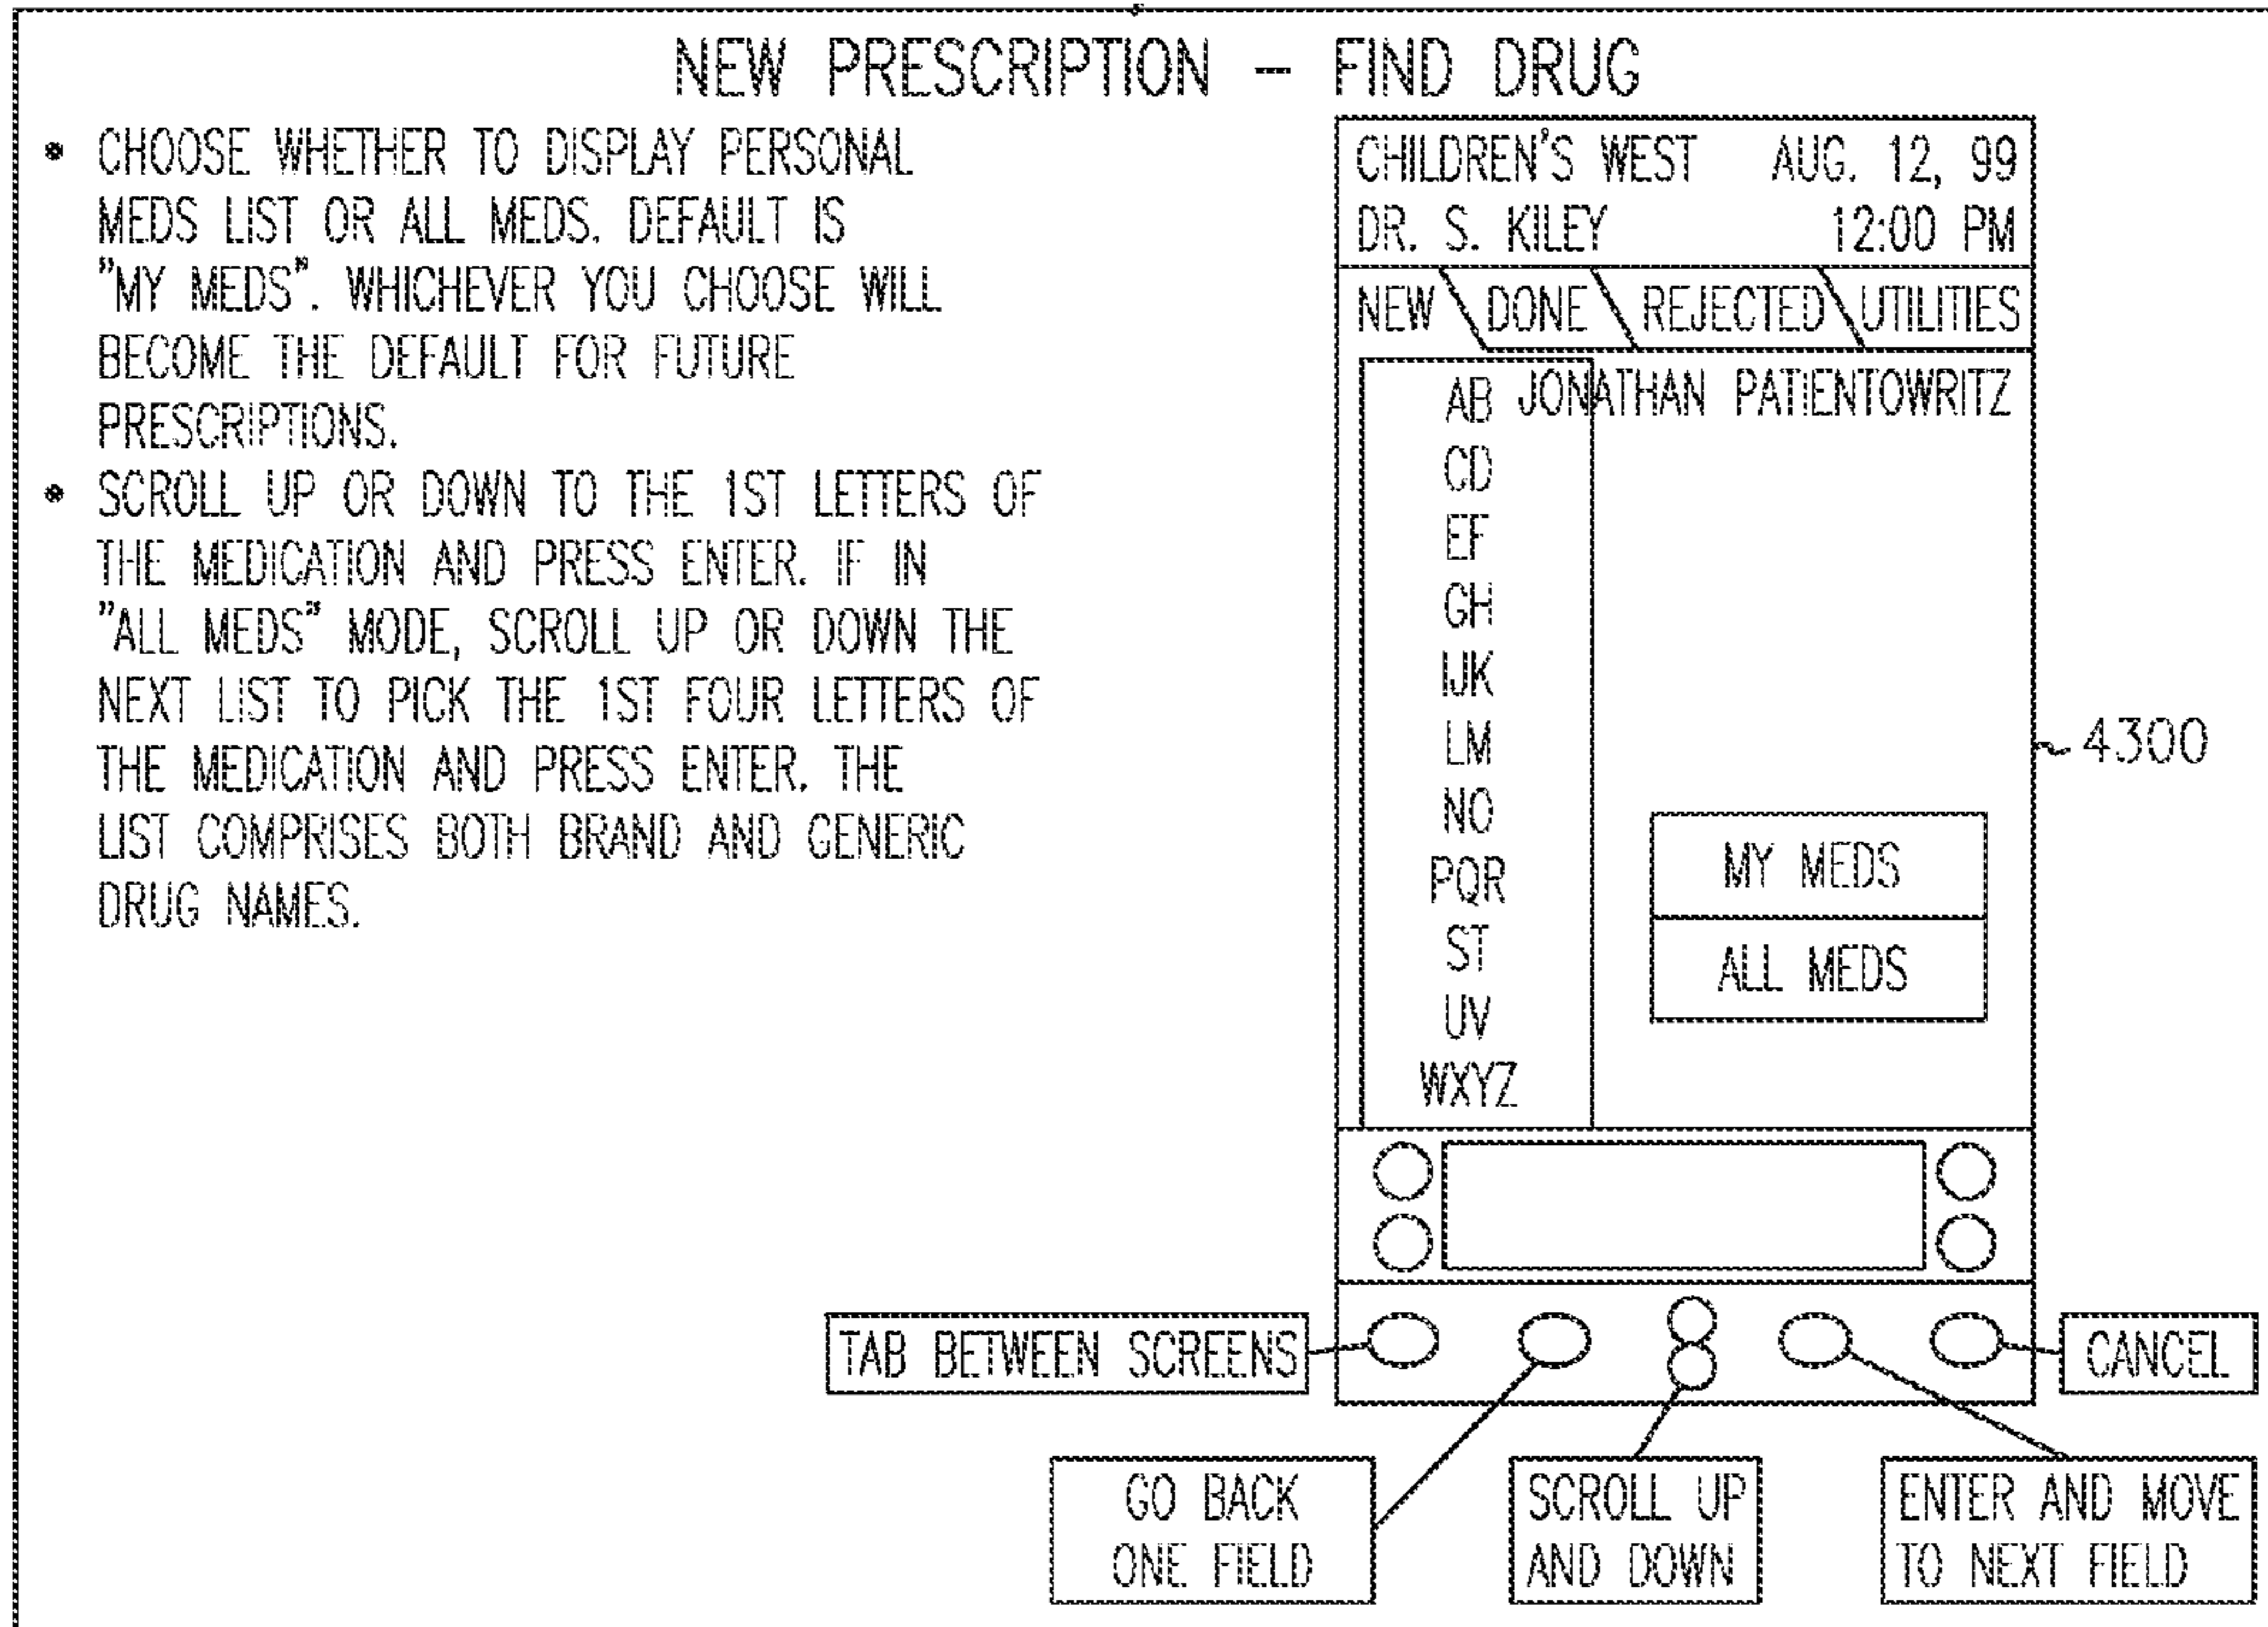 NEW PRESCRIPTION – FIND DRUG
• CHOOSE WHETHER TO DISPLAY PERSONAL
MEDS LIST OR ALL MEDS. DEFAULT IS
"MY MEDS". WHICHEVER YOU CHOOSE WILL
BECOME THE DEFAULT FOR FUTURE
PRESCRIPTIONS.
• SCROLL UP OR DOWN TO THE 1ST LETTERS OF
THE MEDICATION AND PRESS ENTER. IF IN
"ALL MEDS" MODE, SCROLL UP OR DOWN THE
NEXT LIST TO PICK THE 1ST FOUR LETTERS OF
THE MEDICATION AND PRESS ENTER. THE
LIST COMPRISES BOTH BRAND AND GENERIC
DRUG NAMES.
CHILDREN'S WEST AUG. 12, 99
DR. S. KILEY 12:00 PM
NEW DONE REJECTED UTILITIES
AB JONATHAN PATIENTOWRITZ
CD
EF
GH
IJK
LM
NO
PQR
ST
UV
WXYZ
MY MEDS
ALL MEDS
4300
TAB BETWEEN SCREENS
CANCEL
GO BACK
ONE FIELD
SCROLL UP
AND DOWN
ENTER AND MOVE
TO NEXT FIELD